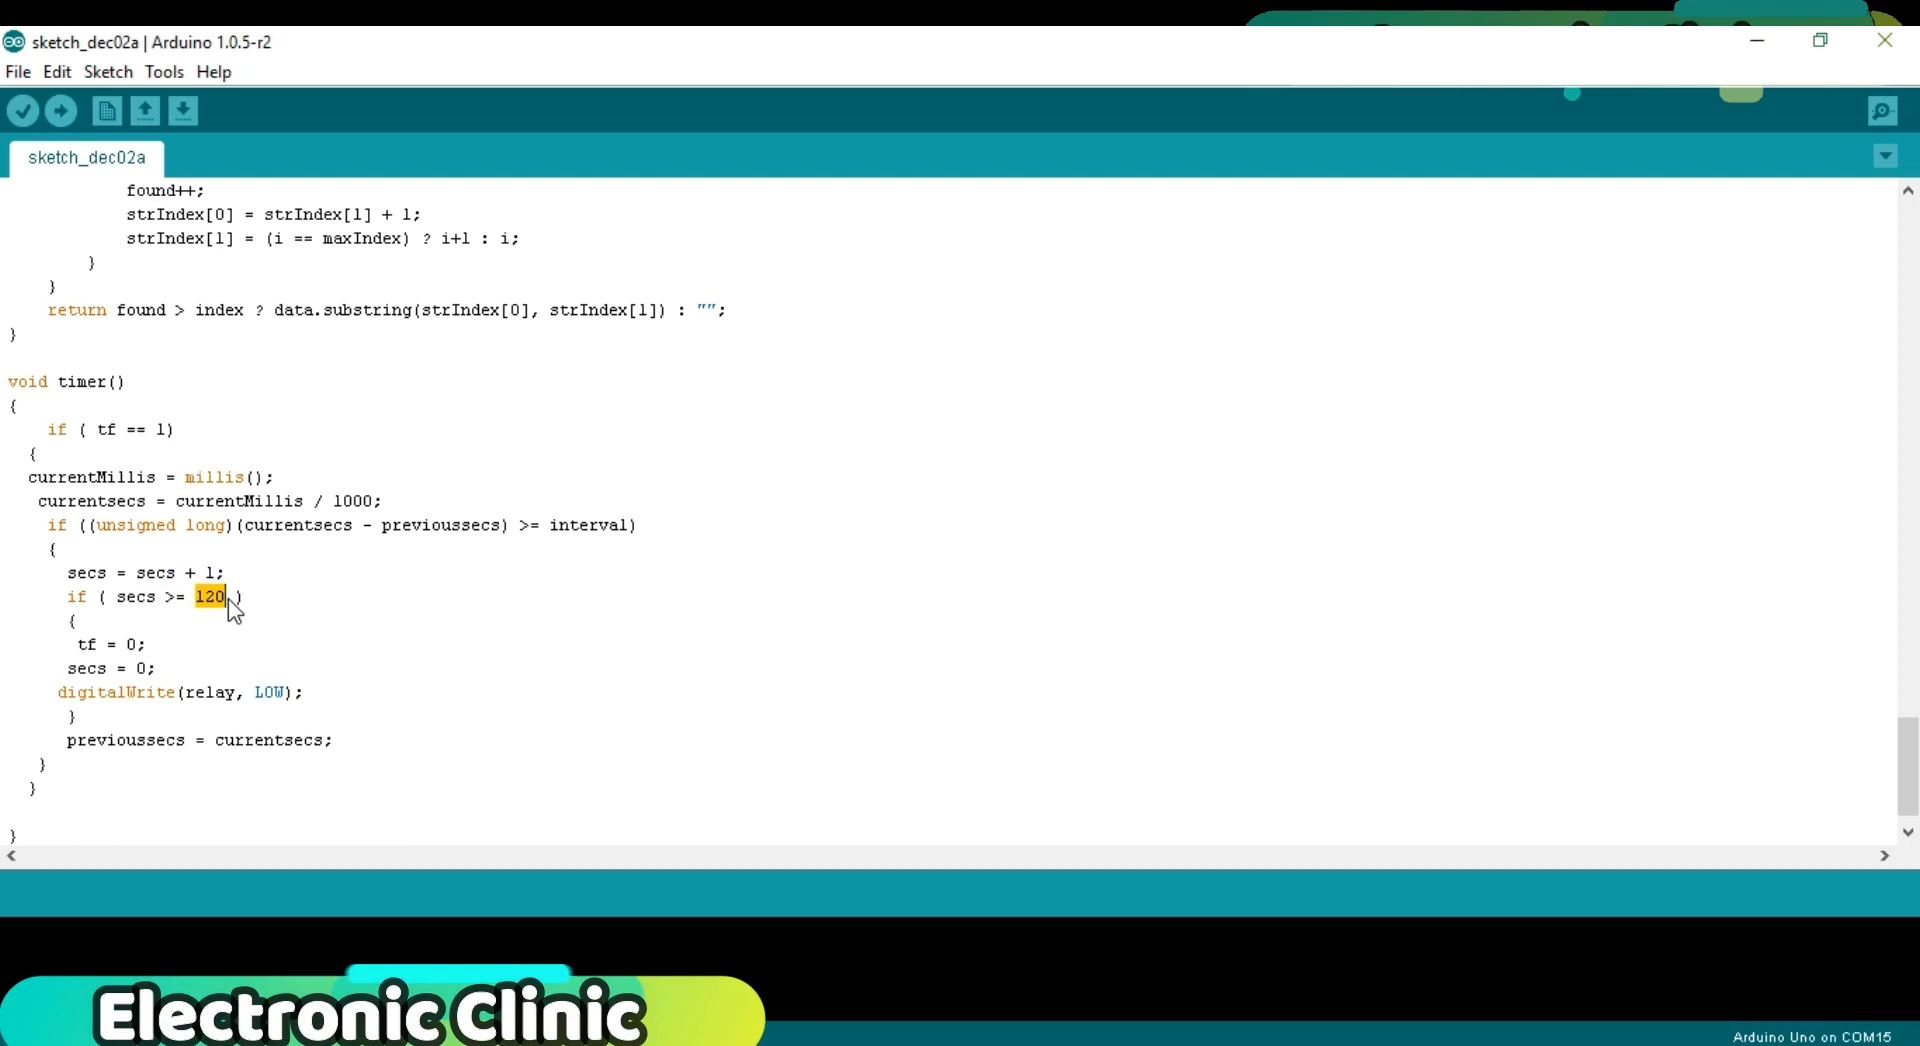 sketch_dec02a | Arduino 1.0.5-r2
File Edit Sketch Tools Help
sketch_dec02a
found++;
strIndex[0] = strIndex[1] + 1;
strIndex[1] = (i == maxIndex) ? i+1 : i;
}
}
return found > index ? data.substring(strIndex[0], strIndex[1]) : "";
}
void timer()
{
if ( tf == 1)
{
currentMillis = millis();
currentsecs = currentMillis / 1000;
if ((unsigned long)(currentsecs - previoussecs) >= interval)
{
secs = secs + 1;
if ( secs >= 120 )
{
tf = 0;
secs = 0;
digitalWrite(relay, LOW);
}
previoussecs = currentsecs;
}
}
}
Electronic Clinic
Arduino Uno on COM15